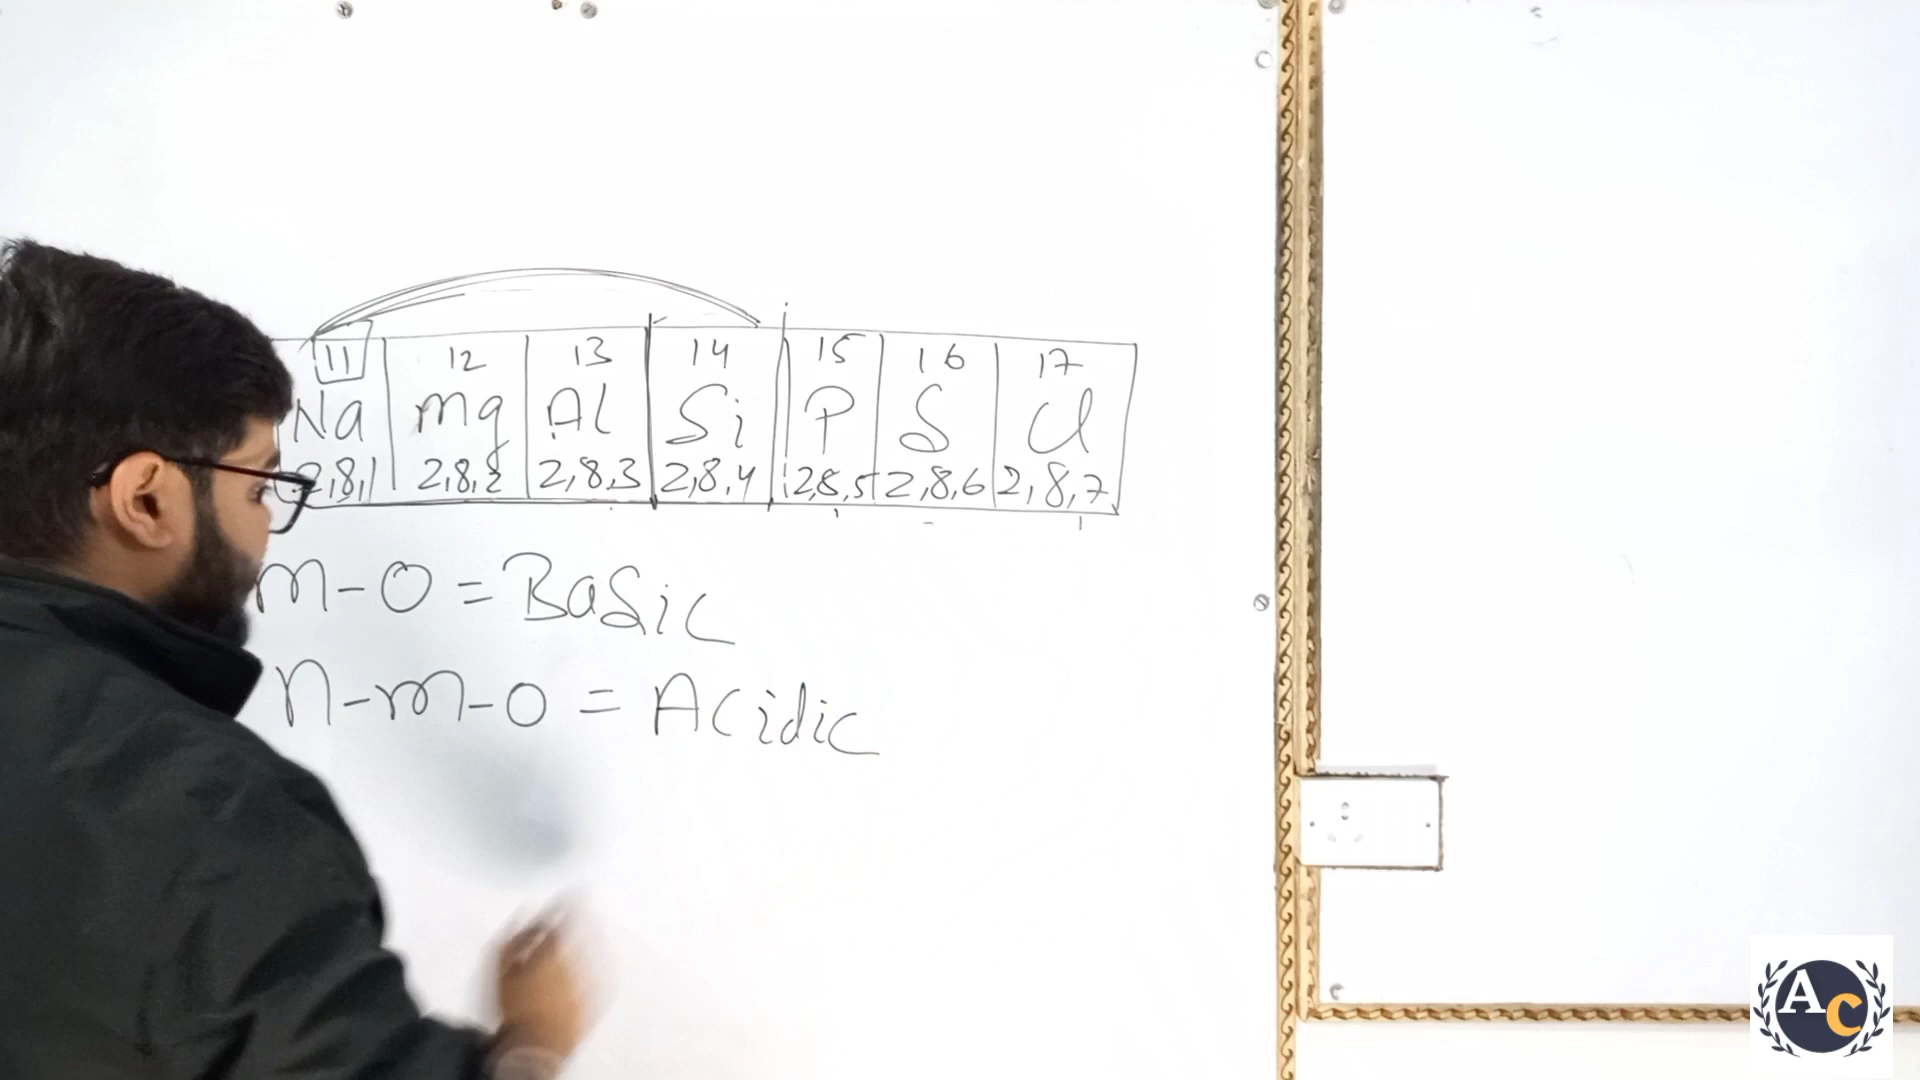 11 12 13 14 15 16 17
Na Mg Al Si P S Cl
2,8,1 2,8,2 2,8,3 2,8,4 2,8,5 2,8,6 2,8,7
m-O = Basic
N-m-O = Acidic
AC